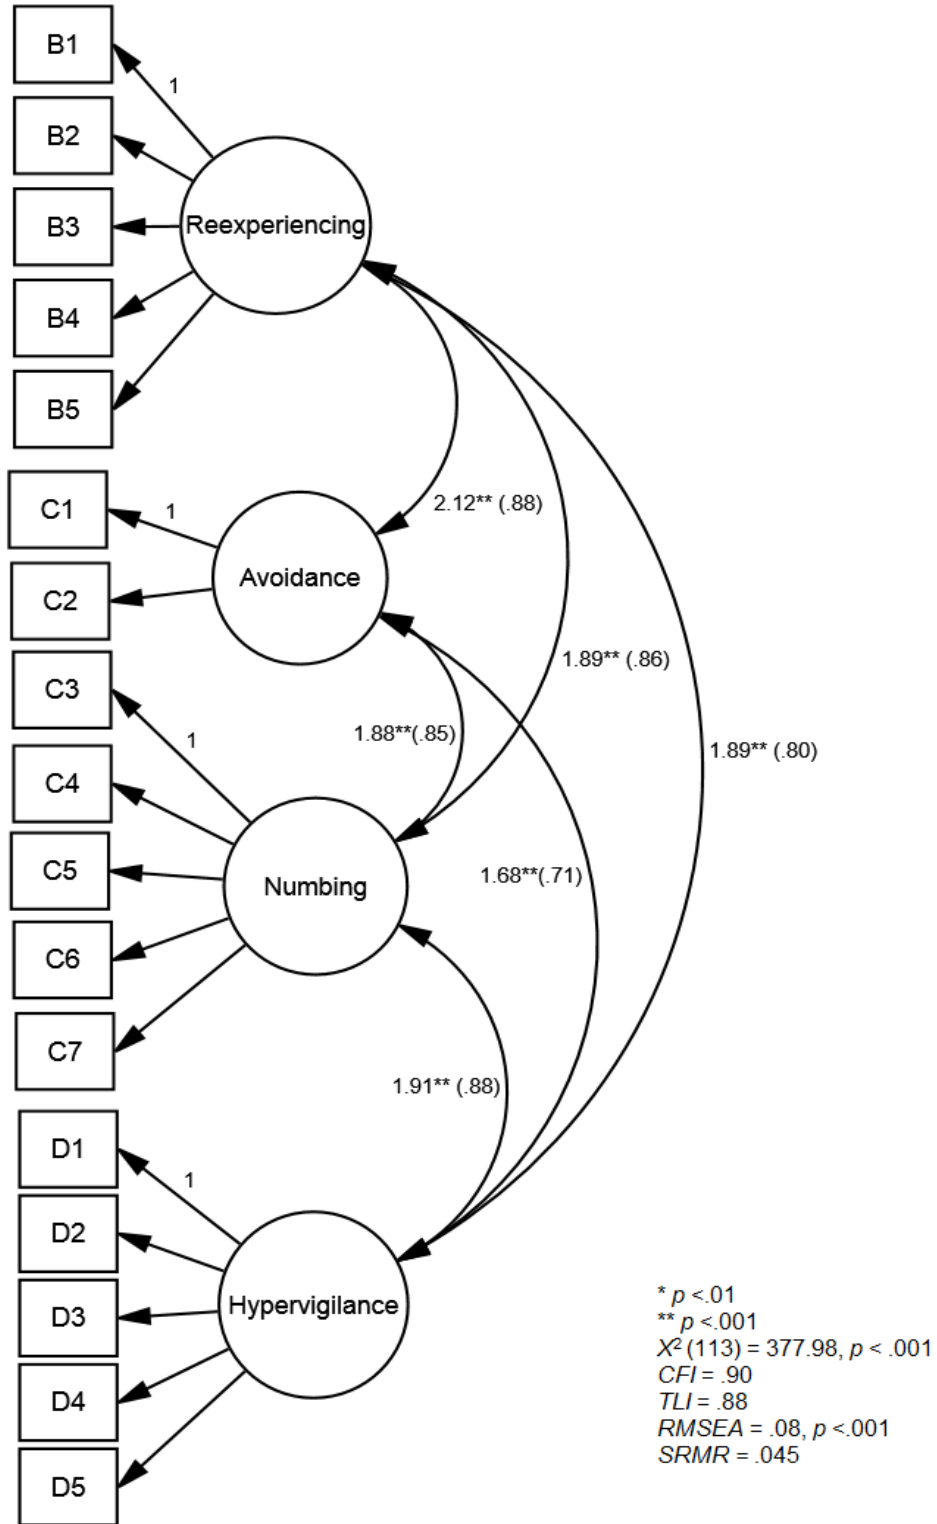 B1
1
B2
B3
Reexperiencing
B4
B5
C1
1
2.12** (.88)
Avoidance
C2
C3
1.89** (.86)
1
1.88**(.85)
1.89** (.80)
C4
C5
1.68**(.71)
Numbing
C6
C7
1.91** (.88)
D1
1
D2
D3
Hypervigilance
D4
D5
* p <.01
** p <.001
X² (113) = 377.98, p < .001
CFI = .90
TLI = .88
RMSEA = .08, p <.001
SRMR = .045